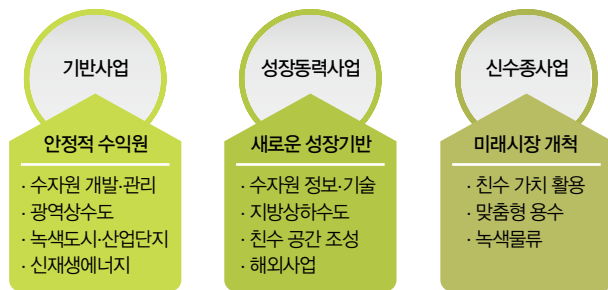 기반사업
안정적 수익원
· 수자원 개발·관리
· 광역상수도
· 녹색도시·산업단지
· 신재생에너지
성장동력사업
새로운 성장기반
· 수자원 정보·기술
· 지방상하수도
· 친수 공간 조성
· 해외사업
신수종사업
미래시장 개척
· 친수 가치 활용
· 맞춤형 용수
· 녹색물류